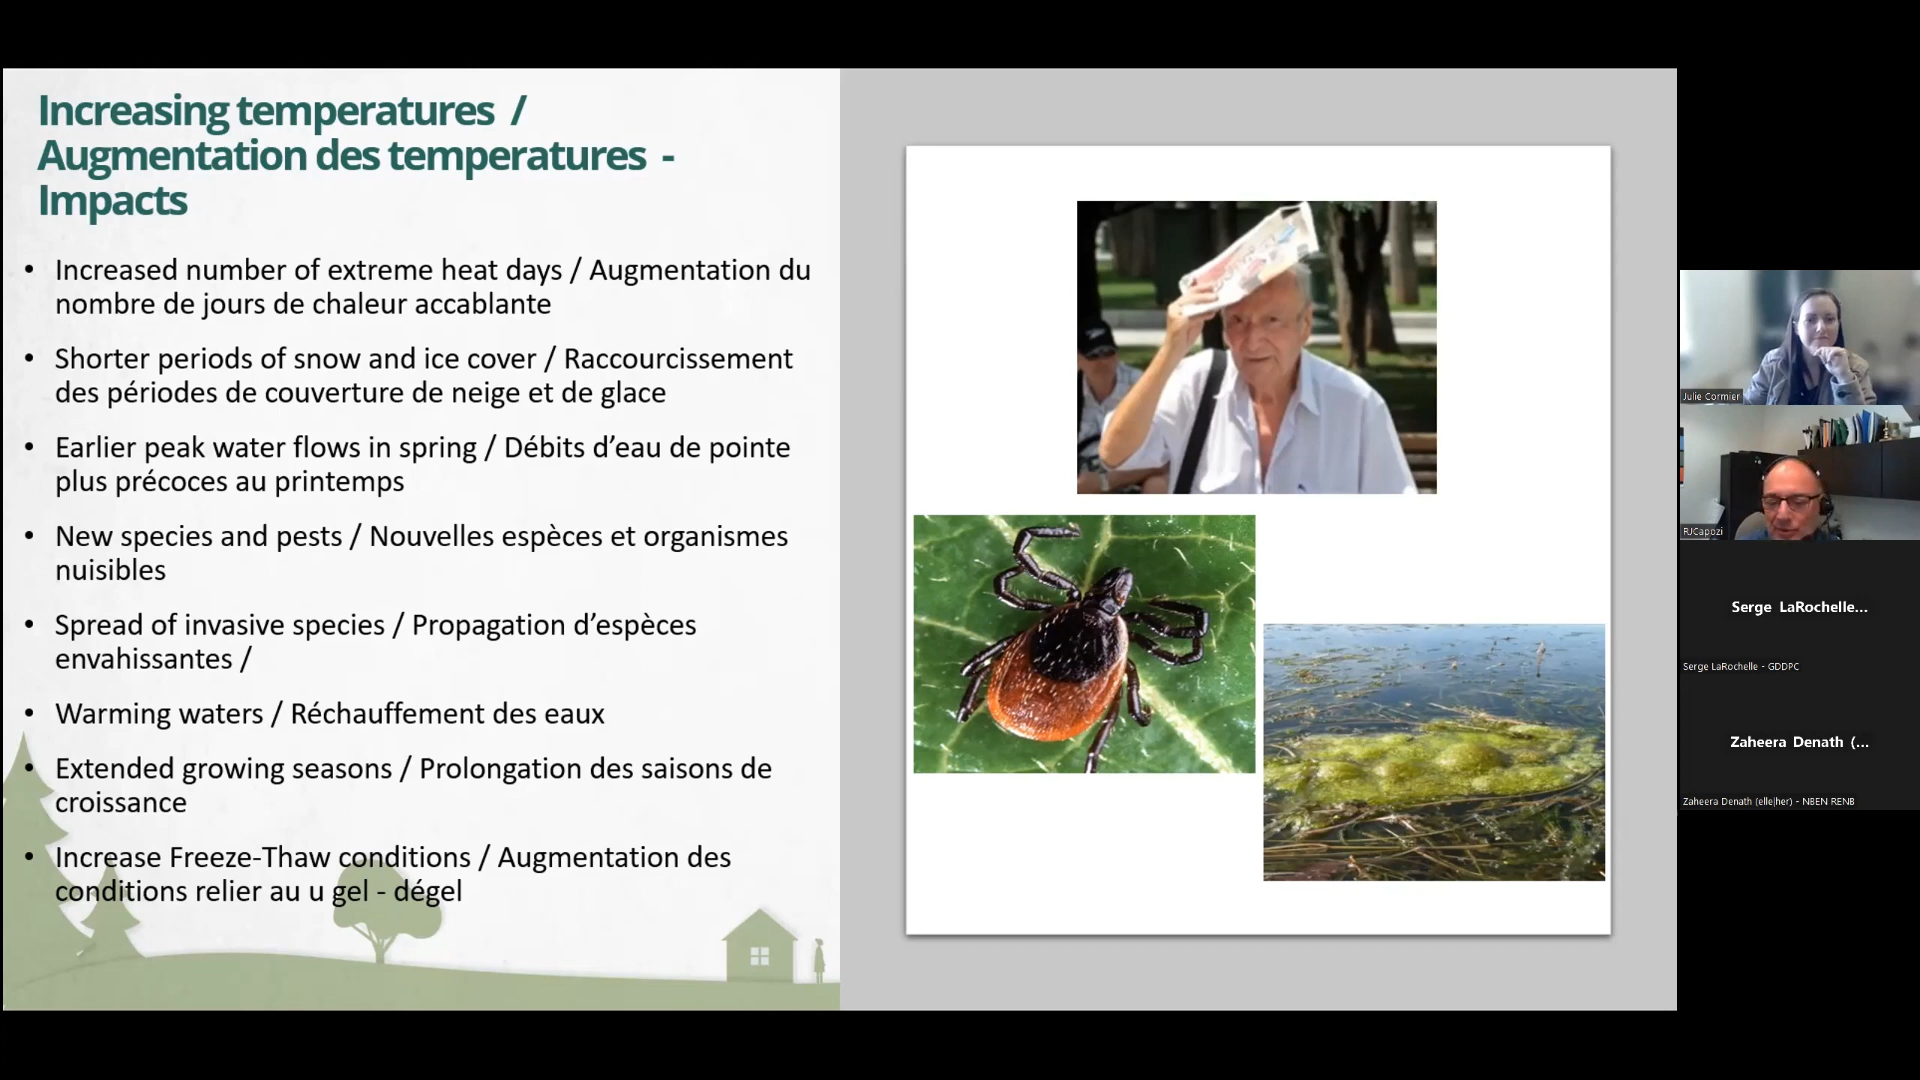 Increasing temperatures /
Augmentation des temperatures -
Impacts
• Increased number of extreme heat days / Augmentation du
nombre de jours de chaleur accablante
• Shorter periods of snow and ice cover / Raccourcissement
des périodes de couverture de neige et de glace
• Earlier peak water flows in spring / Débits d’eau de pointe
plus précoces au printemps
• New species and pests / Nouvelles espèces et organismes
nuisibles
• Spread of invasive species / Propagation d’espèces
envahissantes /
• Warming waters / Réchauffement des eaux
• Extended growing seasons / Prolongation des saisons de
croissance
• Increase Freeze-Thaw conditions / Augmentation des
conditions relier au u gel - dégel
Julie Cormier
RJCapozi
Serge LaRochelle...
Serge LaRochelle - GDDPC
Zaheera Denath (...
Zaheera Denath (elle|her) - NBEN RENB